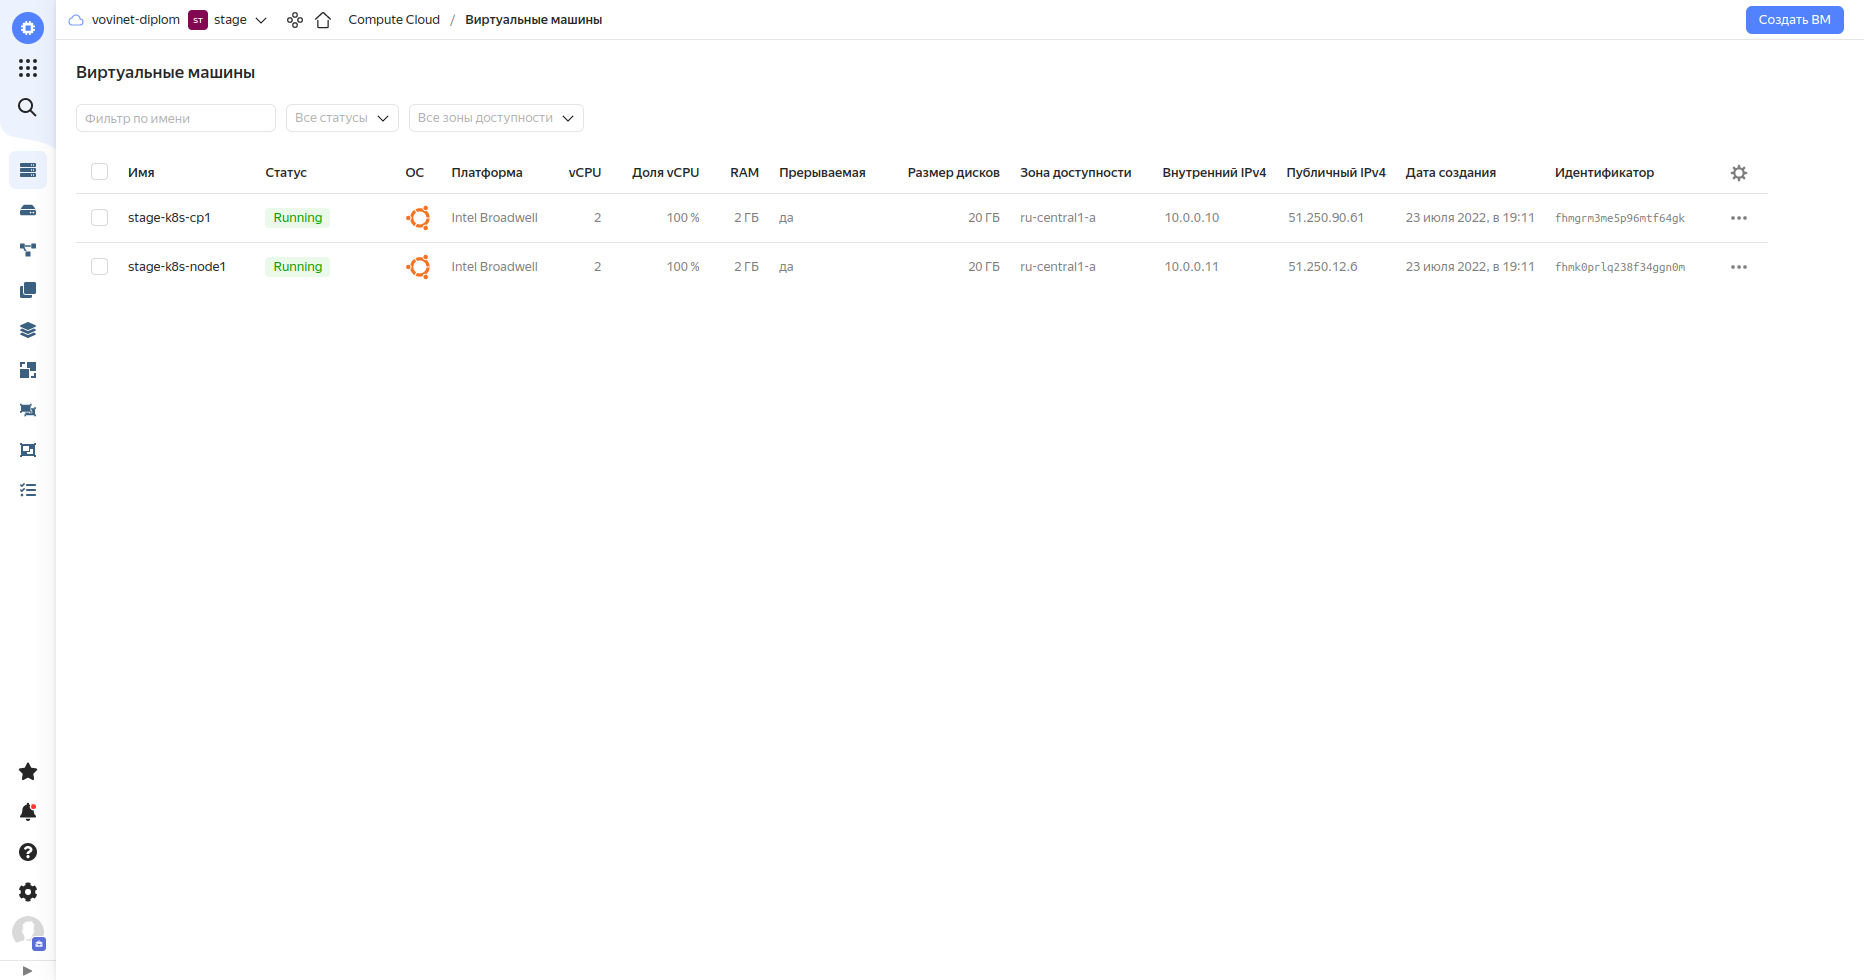 vovinet-diplom ST stage Compute Cloud / Виртуальные машины Создать ВМ
Виртуальные машины
Фильтр по имени Все статусы Все зоны доступности
Имя Статус ОС Платформа vCPU Доля vCPU RAM Прерываемая Размер дисков Зона доступности Внутренний IPv4 Публичный IPv4 Дата создания Идентификатор
stage-k8s-cp1 Running Intel Broadwell 2 100 % 2 ГБ да 20 ГБ ru-central1-a 10.0.0.10 51.250.90.61 23 июля 2022, в 19:11 fhmgrm3me5p96mtf64gk
stage-k8s-node1 Running Intel Broadwell 2 100 % 2 ГБ да 20 ГБ ru-central1-a 10.0.0.11 51.250.12.6 23 июля 2022, в 19:11 fhmk0prlq238f34ggn0m